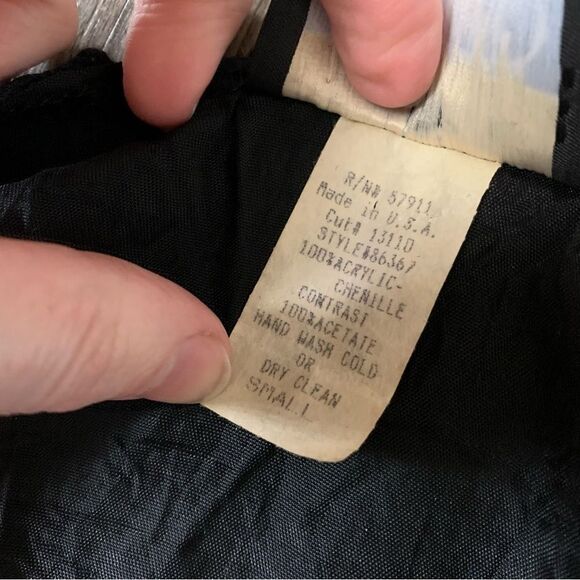 R/N# 57911
Made in U.S.A.
Cut# 13110
STYLE#86367
100%ACRYLIC-
CHENILLE
CONTRAST
100%ACETATE
HAND WASH COLD
OR
DRY CLEAN
SMALL